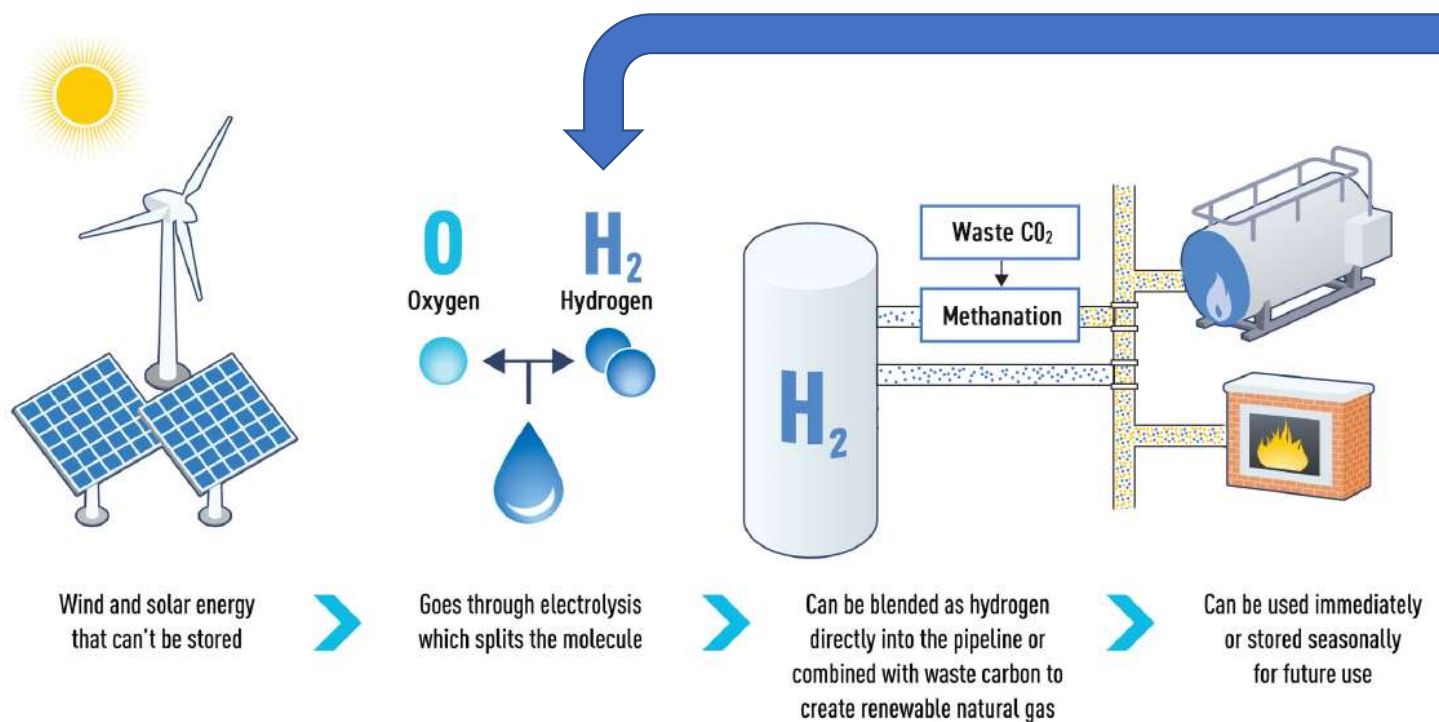 O
Oxygen
H₂
Hydrogen
Waste CO₂
Methanation
H₂
Wind and solar energy
that can't be stored
Goes through electrolysis
which splits the molecule
Can be blended as hydrogen
directly into the pipeline or
combined with waste carbon to
create renewable natural gas
Can be used immediately
or stored seasonally
for future use